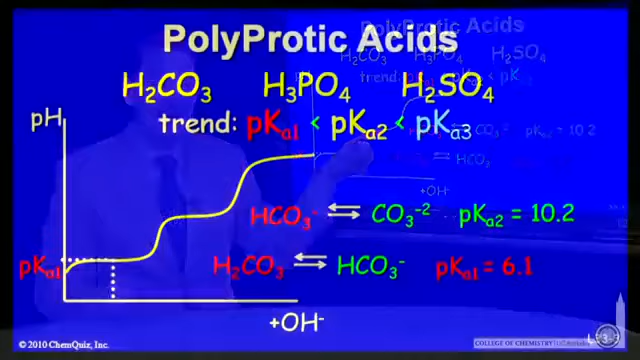 PolyProtic Acids
H₂CO₃ H₃PO₄ H₂SO₄
trend: pKa1 < pKa2 < pKa3
pH
HCO₃⁻ ⇌ CO₃⁻² pKa2 = 10.2
pKa1 H₂CO₃ ⇌ HCO₃⁻ pKa1 = 6.1
+OH⁻
© 2010 ChemQuiz, Inc.
COLLEGE OF CHEMISTRY